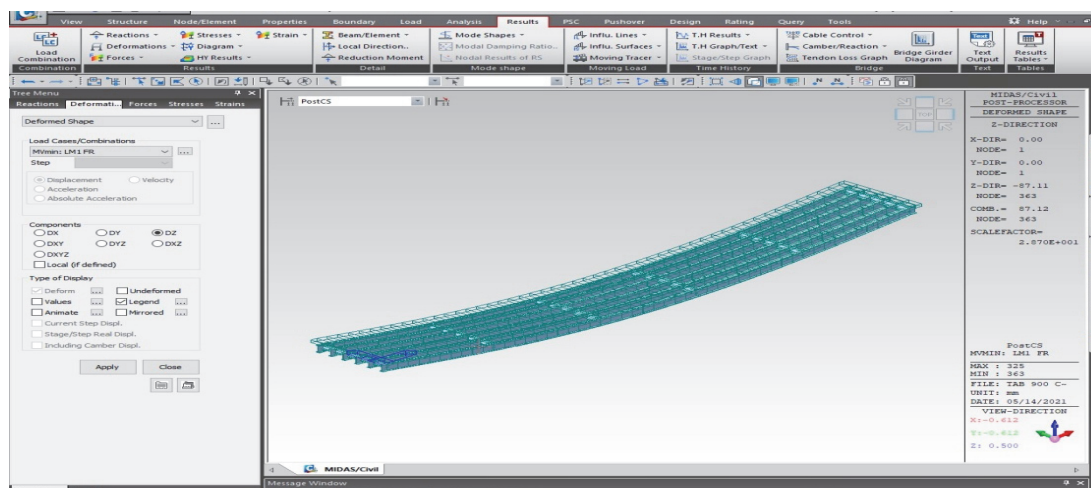 View Structure Node/Element Properties Boundary Load Analysis Results PSC Pushover Design Rating Query Tools Help
Load Combination
Combination
Reactions
Deformations
Forces
Stresses
Diagram
HY Results
Strain
Results
Beam/Element
Local Direction..
Reduction Moment
Detail
Mode Shapes
Modal Damping Ratio..
Nodal Results of RS
Mode shape
Influ. Lines
Influ. Surfaces
Moving Tracer
Moving Load
T.H Results
T.H Graph/Text
Stage/Step Graph
Time History
Cable Control
Camber/Reaction
Tendon Loss Graph
Bridge Girder Diagram
Bridge
Text Output
Text
Results Tables
Tables
Tree Menu
Reactions Deformati... Forces Stresses Strains
Deformed Shape
Load Cases/Combinations
MVmin: LM1 FR
Step
Displacement Velocity
Acceleration
Absolute Acceleration
Components
DX DY DZ
DXY DYZ DXZ
DXYZ
Local (if defined)
Type of Display
Deform Undeformed
Values Legend
Animate Mirrored
Current Step Displ.
Stage/Step Real Displ.
Including Camber Displ.
Apply Close
PostCS
TOP
MIDAS/Civil
POST-PROCESSOR
DEFORMED SHAPE
Z-DIRECTION
X-DIR= 0.00
NODE= 1
Y-DIR= 0.00
NODE= 1
Z-DIR= -87.11
NODE= 363
COMB.= 87.12
NODE= 363
SCALEFACTOR=
2.870E+001
PostCS
MVMIN: LM1 FR
MAX : 325
MIN : 363
FILE: TAB 900 C~
UNIT: mm
DATE: 05/14/2021
VIEW-DIRECTION
X:-0.612
Y:-0.612
Z: 0.500
MIDAS/Civil
Message Window